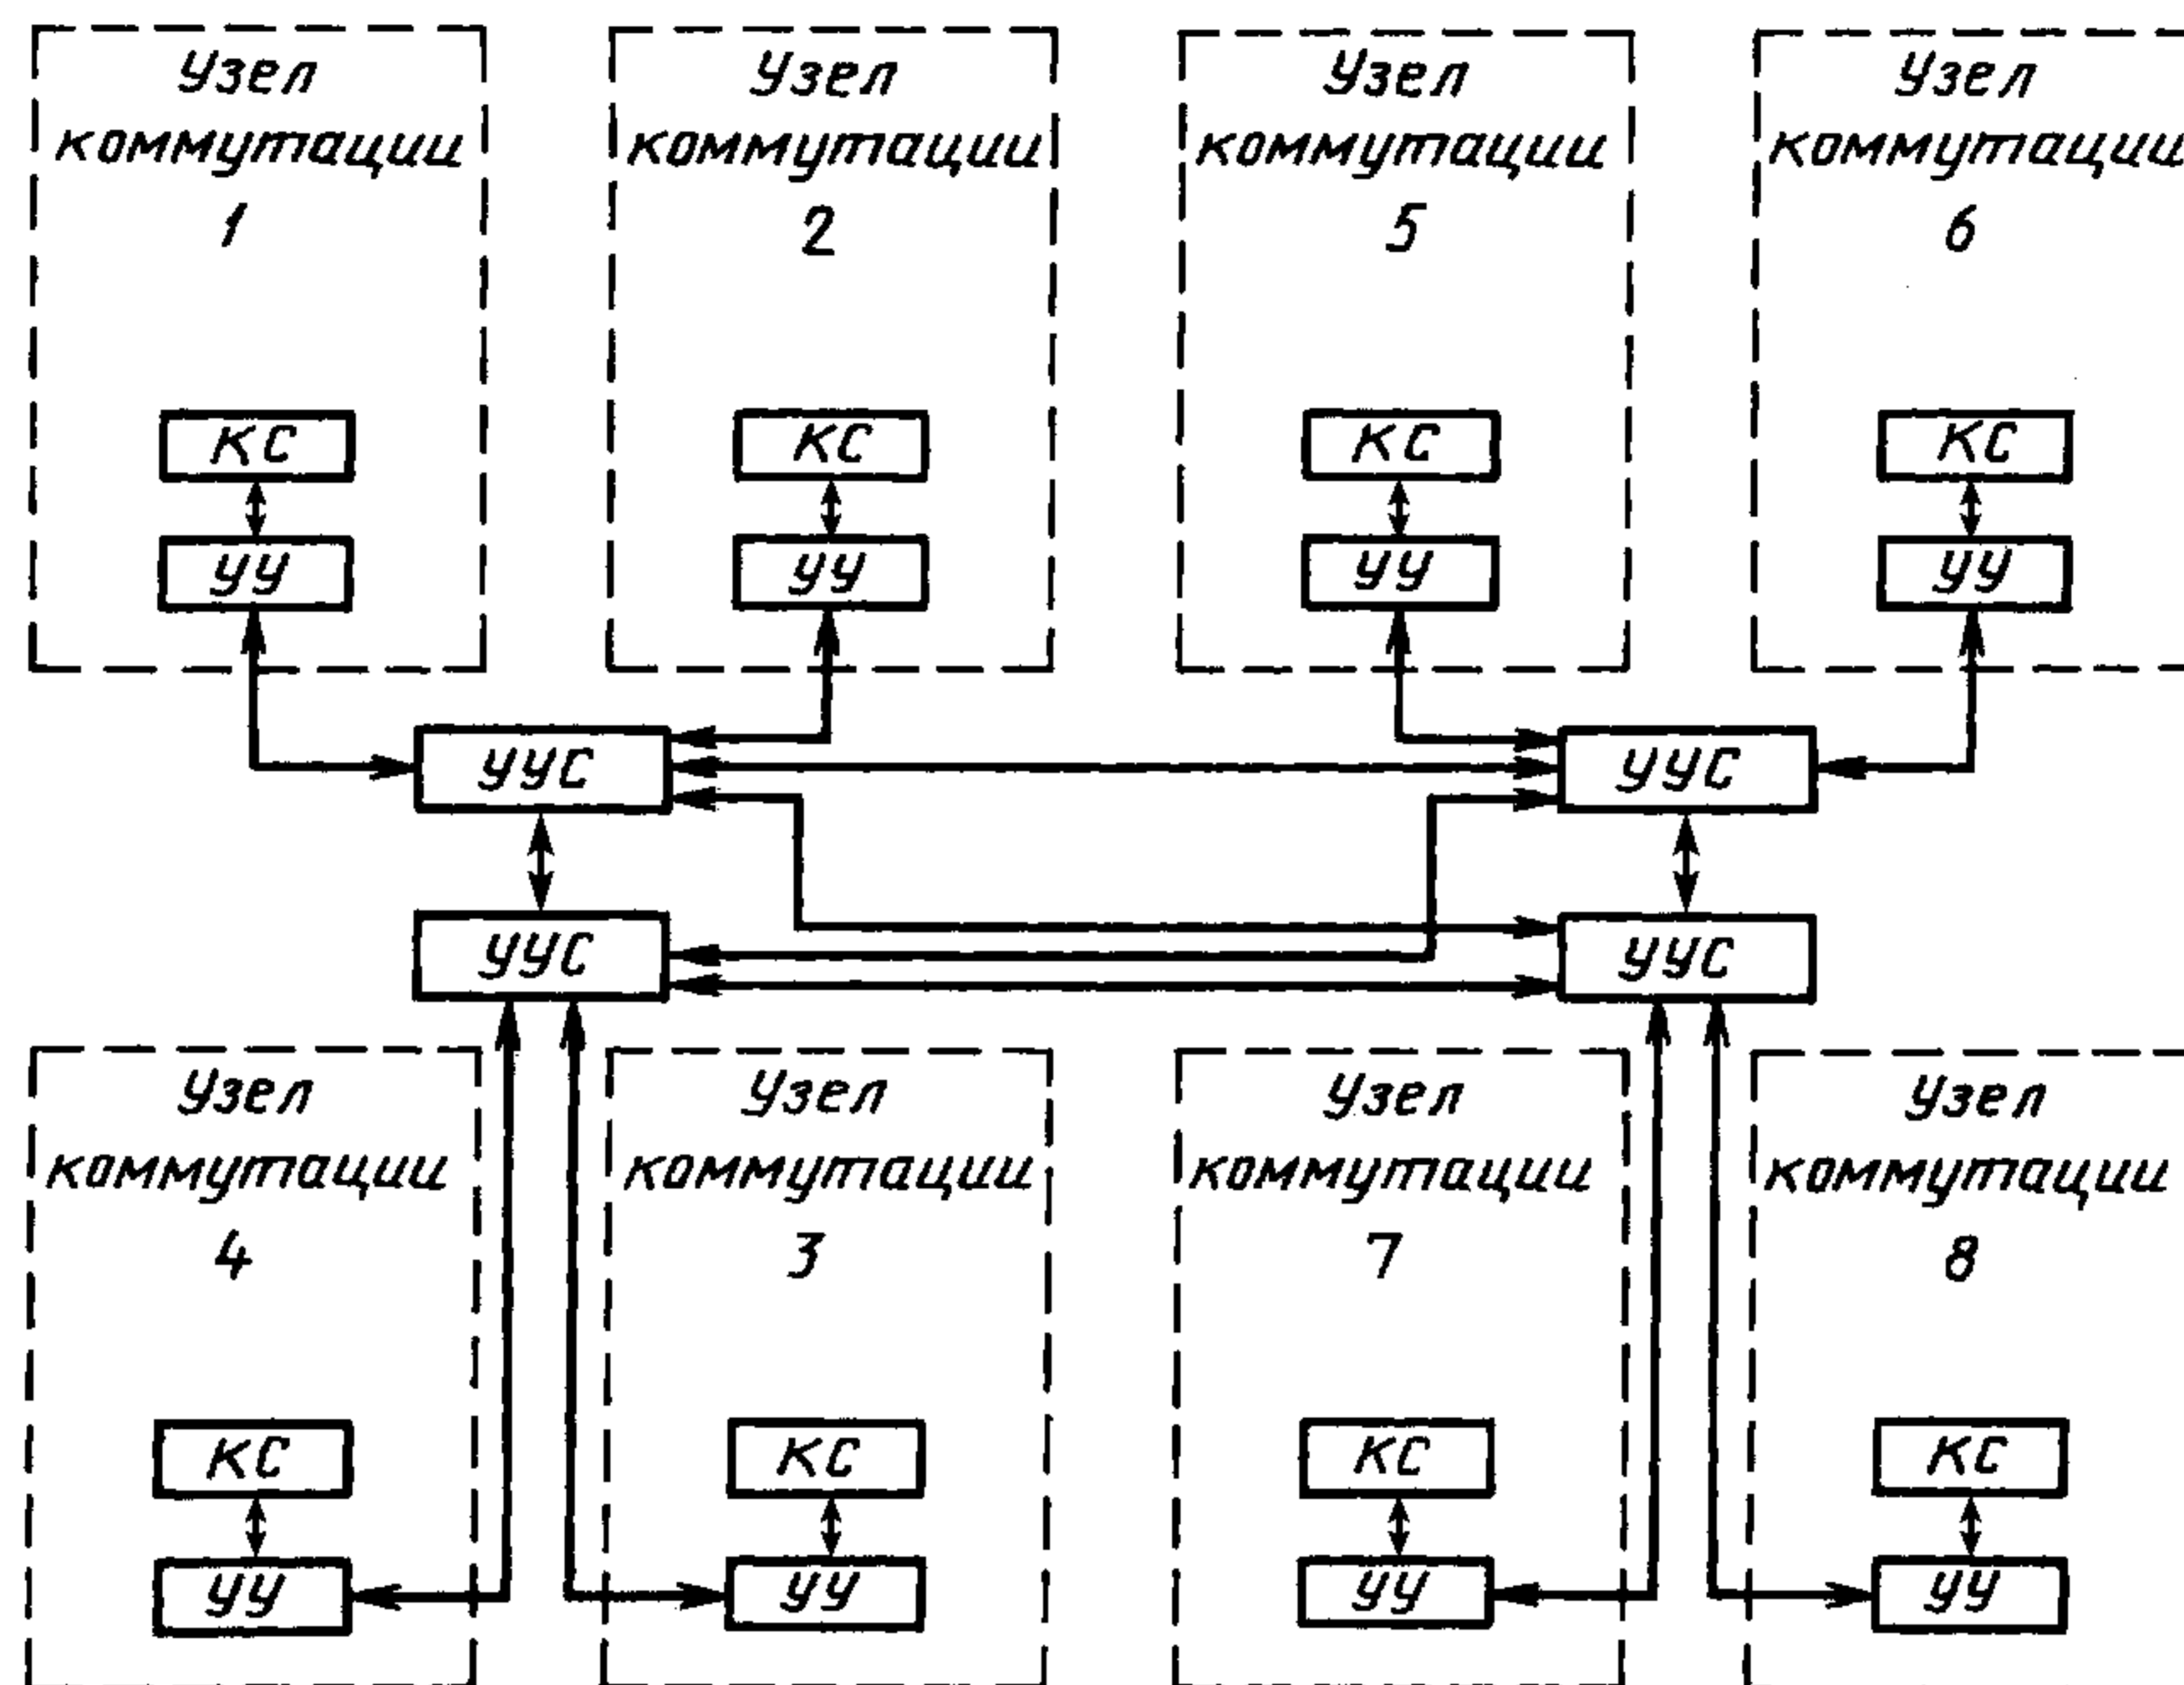 Узел
коммутации
1
КС
УУ
Узел
коммутации
2
КС
УУ
Узел
коммутации
5
КС
УУ
Узел
коммутации
6
КС
УУ
УУС
УУС
УУС
УУС
Узел
коммутации
4
КС
УУ
Узел
коммутации
3
КС
УУ
Узел
коммутации
7
КС
УУ
Узел
коммутации
8
КС
УУ